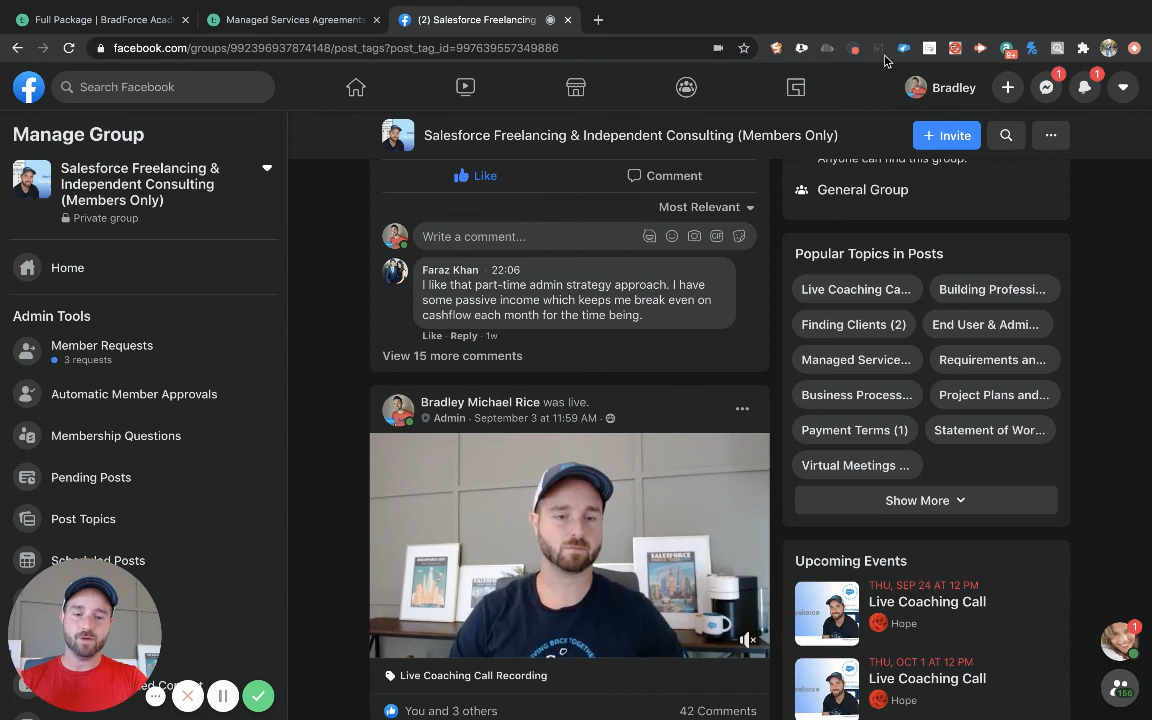 Full Package | BradForce Acad
Managed Services Agreements
(2) Salesforce Freelancing
facebook.com/groups/992396937874148/post_tags?post_tag_id=997639557349886
9+
Search Facebook
Bradley
1
1
Manage Group
Salesforce Freelancing & Independent Consulting (Members Only)
Invite
Salesforce Freelancing &
Independent Consulting
(Members Only)
Private group
Home
Admin Tools
Member Requests
3 requests
Automatic Member Approvals
Membership Questions
Pending Posts
Post Topics
Scheduled Posts
Like
Comment
Most Relevant
Write a comment...
GIF
Faraz Khan · 22:06
I like that part-time admin strategy approach. I have
some passive income which keeps me break even on
cashflow each month for the time being.
Like · Reply · 1w
View 15 more comments
Bradley Michael Rice was live.
Admin · September 3 at 11:59 AM ·
SALESFORCE
Live Coaching Call Recording
You and 3 others
42 Comments
Anyone can find this group.
General Group
Popular Topics in Posts
Live Coaching Ca...
Building Professi...
Finding Clients (2)
End User & Admi...
Managed Service...
Requirements an...
Business Process...
Project Plans and...
Payment Terms (1)
Statement of Wor...
Virtual Meetings ...
Show More
Upcoming Events
THU, SEP 24 AT 12 PM
Live Coaching Call
Hope
THU, OCT 1 AT 12 PM
Live Coaching Call
Hope
1
156